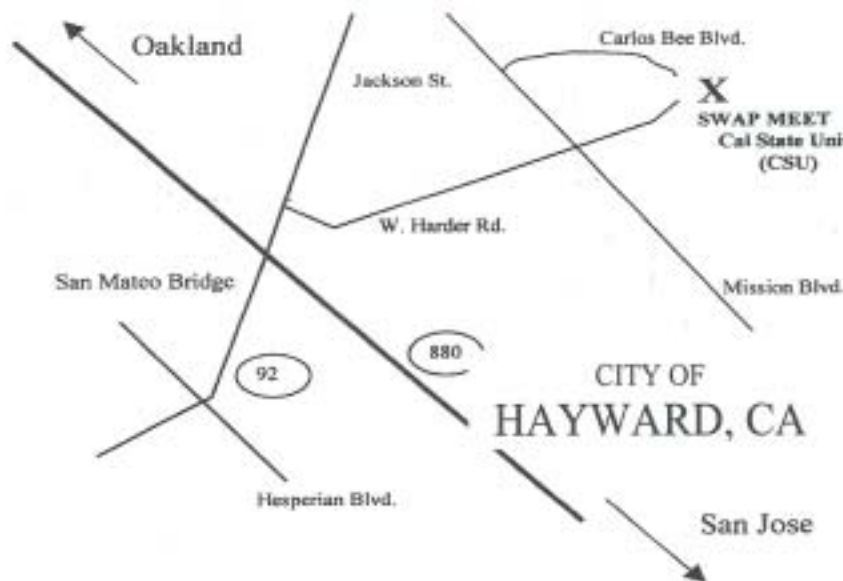 Oakland
Carlos Bee Blvd.
Jackson St.
X
SWAP MEET
Cal State Uni
(CSU)
W. Harder Rd.
San Mateo Bridge
Mission Blvd.
880
92
CITY OF
HAYWARD, CA
Hesperian Blvd.
San Jose